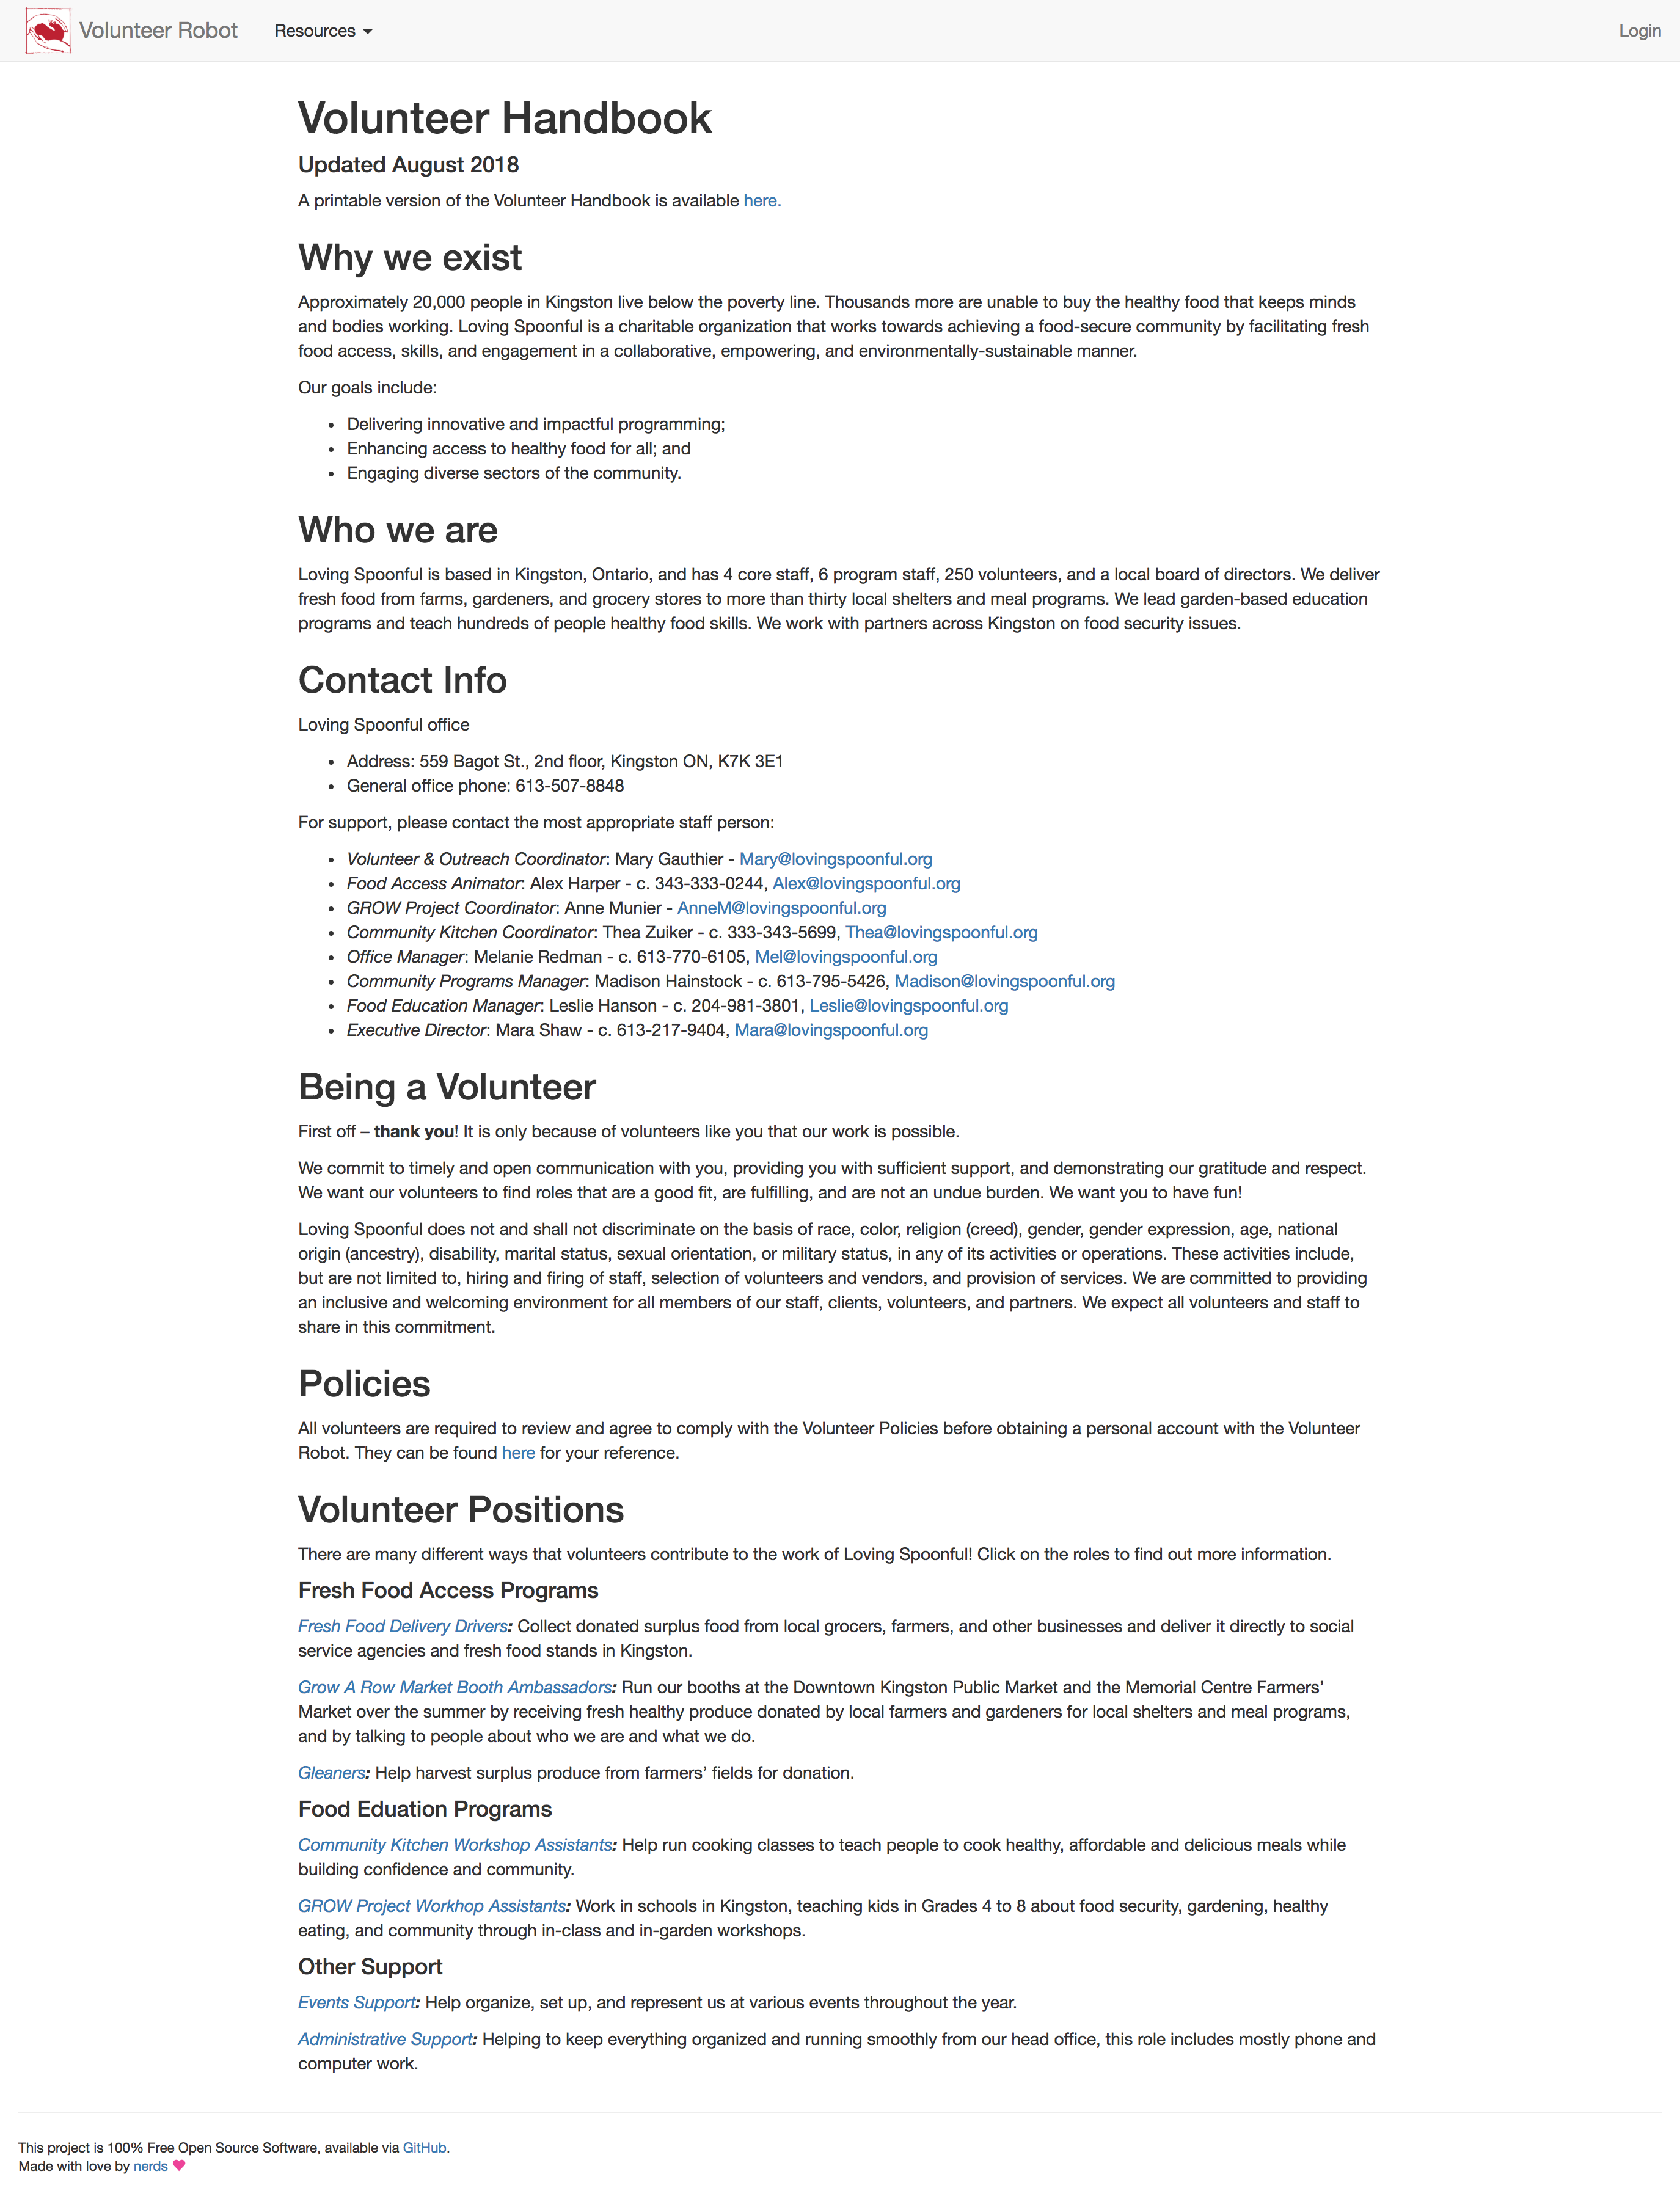 Volunteer Robot
Resources
Login
Volunteer Handbook
Updated August 2018
A printable version of the Volunteer Handbook is available here.
Why we exist
Approximately 20,000 people in Kingston live below the poverty line. Thousands more are unable to buy the healthy food that keeps minds
and bodies working. Loving Spoonful is a charitable organization that works towards achieving a food-secure community by facilitating fresh
food access, skills, and engagement in a collaborative, empowering, and environmentally-sustainable manner.
Our goals include:
• Delivering innovative and impactful programming;
• Enhancing access to healthy food for all; and
• Engaging diverse sectors of the community.
Who we are
Loving Spoonful is based in Kingston, Ontario, and has 4 core staff, 6 program staff, 250 volunteers, and a local board of directors. We deliver
fresh food from farms, gardeners, and grocery stores to more than thirty local shelters and meal programs. We lead garden-based education
programs and teach hundreds of people healthy food skills. We work with partners across Kingston on food security issues.
Contact Info
Loving Spoonful office
• Address: 559 Bagot St., 2nd floor, Kingston ON, K7K 3E1
• General office phone: 613-507-8848
For support, please contact the most appropriate staff person:
• Volunteer & Outreach Coordinator: Mary Gauthier - Mary@lovingspoonful.org
• Food Access Animator: Alex Harper - c. 343-333-0244, Alex@lovingspoonful.org
• GROW Project Coordinator: Anne Munier - AnneM@lovingspoonful.org
• Community Kitchen Coordinator: Thea Zuiker - c. 333-343-5699, Thea@lovingspoonful.org
• Office Manager: Melanie Redman - c. 613-770-6105, Mel@lovingspoonful.org
• Community Programs Manager: Madison Hainstock - c. 613-795-5426, Madison@lovingspoonful.org
• Food Education Manager: Leslie Hanson - c. 204-981-3801, Leslie@lovingspoonful.org
• Executive Director: Mara Shaw - c. 613-217-9404, Mara@lovingspoonful.org
Being a Volunteer
First off – thank you! It is only because of volunteers like you that our work is possible.
We commit to timely and open communication with you, providing you with sufficient support, and demonstrating our gratitude and respect.
We want our volunteers to find roles that are a good fit, are fulfilling, and are not an undue burden. We want you to have fun!
Loving Spoonful does not and shall not discriminate on the basis of race, color, religion (creed), gender, gender expression, age, national
origin (ancestry), disability, marital status, sexual orientation, or military status, in any of its activities or operations. These activities include,
but are not limited to, hiring and firing of staff, selection of volunteers and vendors, and provision of services. We are committed to providing
an inclusive and welcoming environment for all members of our staff, clients, volunteers, and partners. We expect all volunteers and staff to
share in this commitment.
Policies
All volunteers are required to review and agree to comply with the Volunteer Policies before obtaining a personal account with the Volunteer
Robot. They can be found here for your reference.
Volunteer Positions
There are many different ways that volunteers contribute to the work of Loving Spoonful! Click on the roles to find out more information.
Fresh Food Access Programs
Fresh Food Delivery Drivers: Collect donated surplus food from local grocers, farmers, and other businesses and deliver it directly to social
service agencies and fresh food stands in Kingston.
Grow A Row Market Booth Ambassadors: Run our booths at the Downtown Kingston Public Market and the Memorial Centre Farmers’
Market over the summer by receiving fresh healthy produce donated by local farmers and gardeners for local shelters and meal programs,
and by talking to people about who we are and what we do.
Gleaners: Help harvest surplus produce from farmers’ fields for donation.
Food Eduation Programs
Community Kitchen Workshop Assistants: Help run cooking classes to teach people to cook healthy, affordable and delicious meals while
building confidence and community.
GROW Project Workhop Assistants: Work in schools in Kingston, teaching kids in Grades 4 to 8 about food security, gardening, healthy
eating, and community through in-class and in-garden workshops.
Other Support
Events Support: Help organize, set up, and represent us at various events throughout the year.
Administrative Support: Helping to keep everything organized and running smoothly from our head office, this role includes mostly phone and
computer work.
This project is 100% Free Open Source Software, available via GitHub.
Made with love by nerds